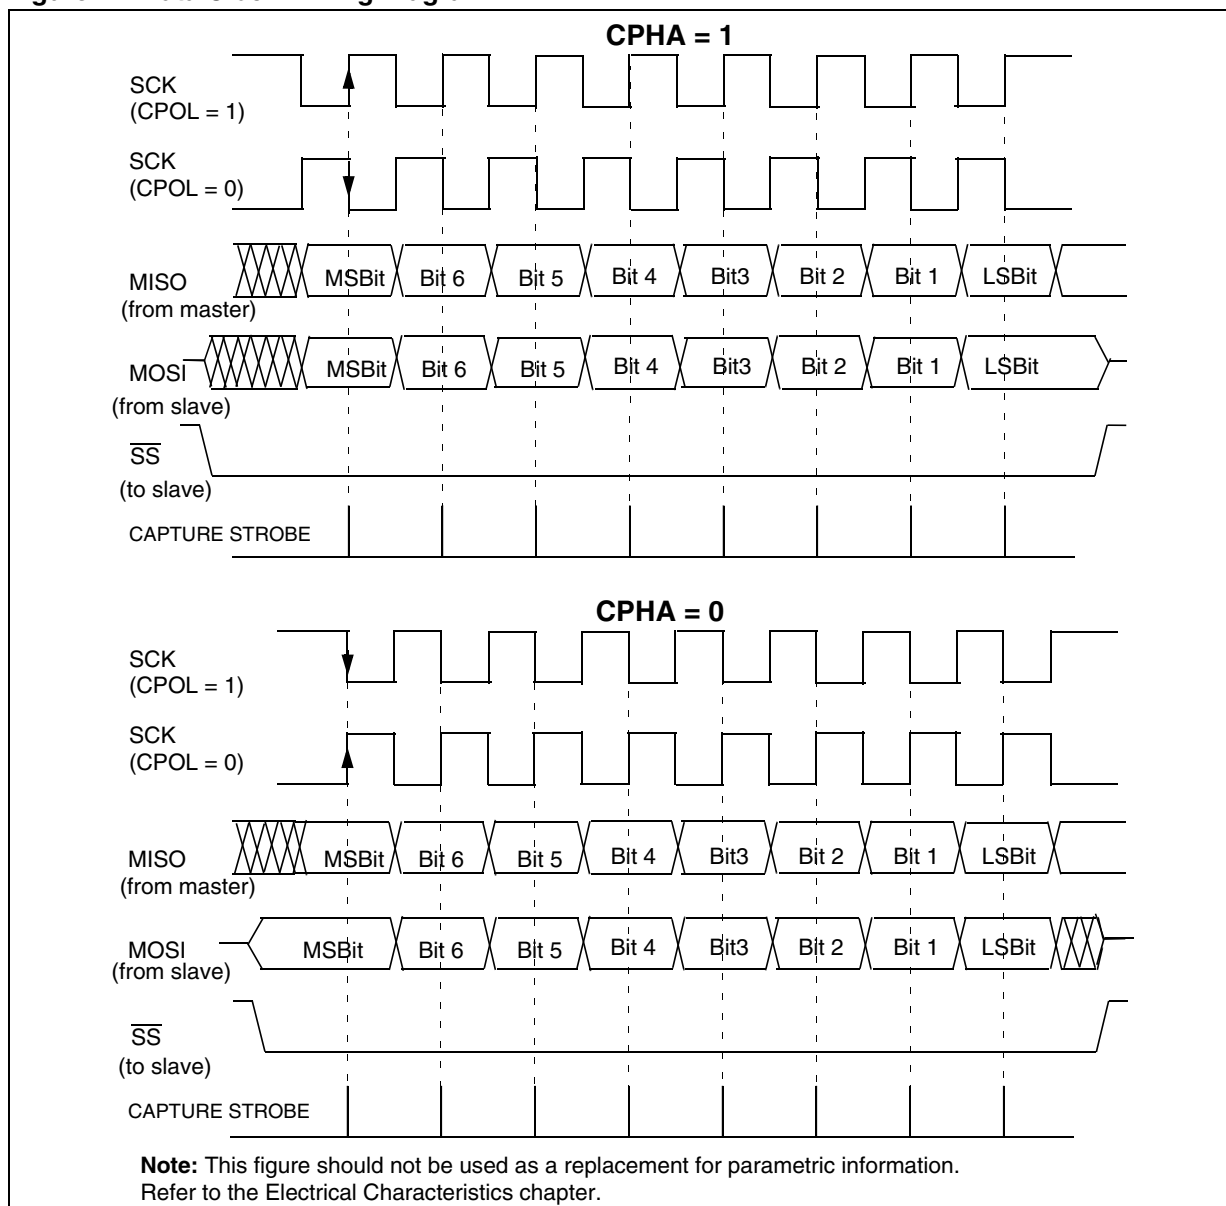 CPHA = 1
SCK
(CPOL = 1)
SCK
(CPOL = 0)
MISO
(from master)
MSBit Bit 6 Bit 5 Bit 4 Bit3 Bit 2 Bit 1 LSBit
MOSI
(from slave)
MSBit Bit 6 Bit 5 Bit 4 Bit3 Bit 2 Bit 1 LSBit
SS
(to slave)
CAPTURE STROBE
CPHA = 0
SCK
(CPOL = 1)
SCK
(CPOL = 0)
MISO
(from master)
MSBit Bit 6 Bit 5 Bit 4 Bit3 Bit 2 Bit 1 LSBit
MOSI
(from slave)
MSBit Bit 6 Bit 5 Bit 4 Bit3 Bit 2 Bit 1 LSBit
SS
(to slave)
CAPTURE STROBE
Note: This figure should not be used as a replacement for parametric information.
Refer to the Electrical Characteristics chapter.